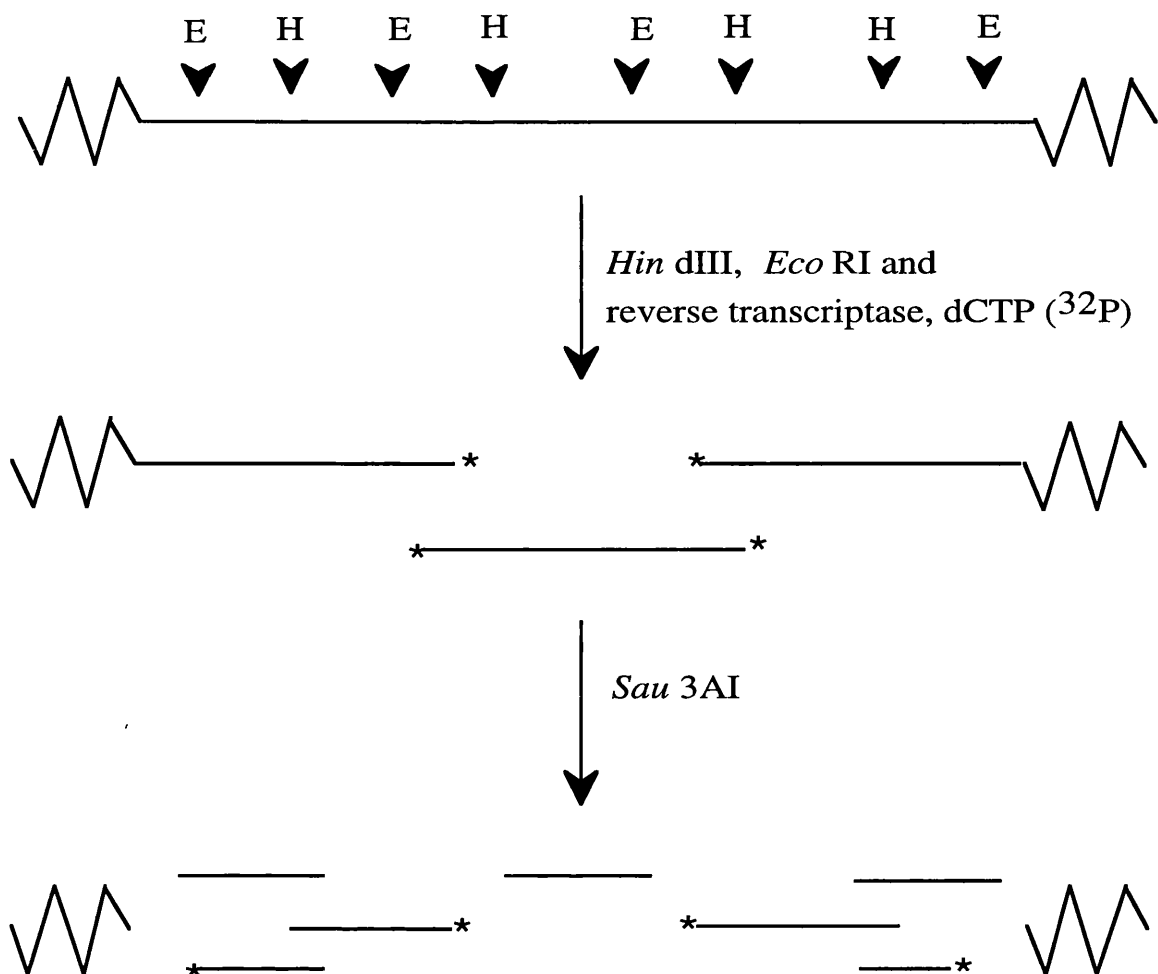 E H E H E H H E
Hin dIII, Eco RI and
reverse transcriptase, dCTP (32P)
* *
* *
Sau 3AI
* *
* *